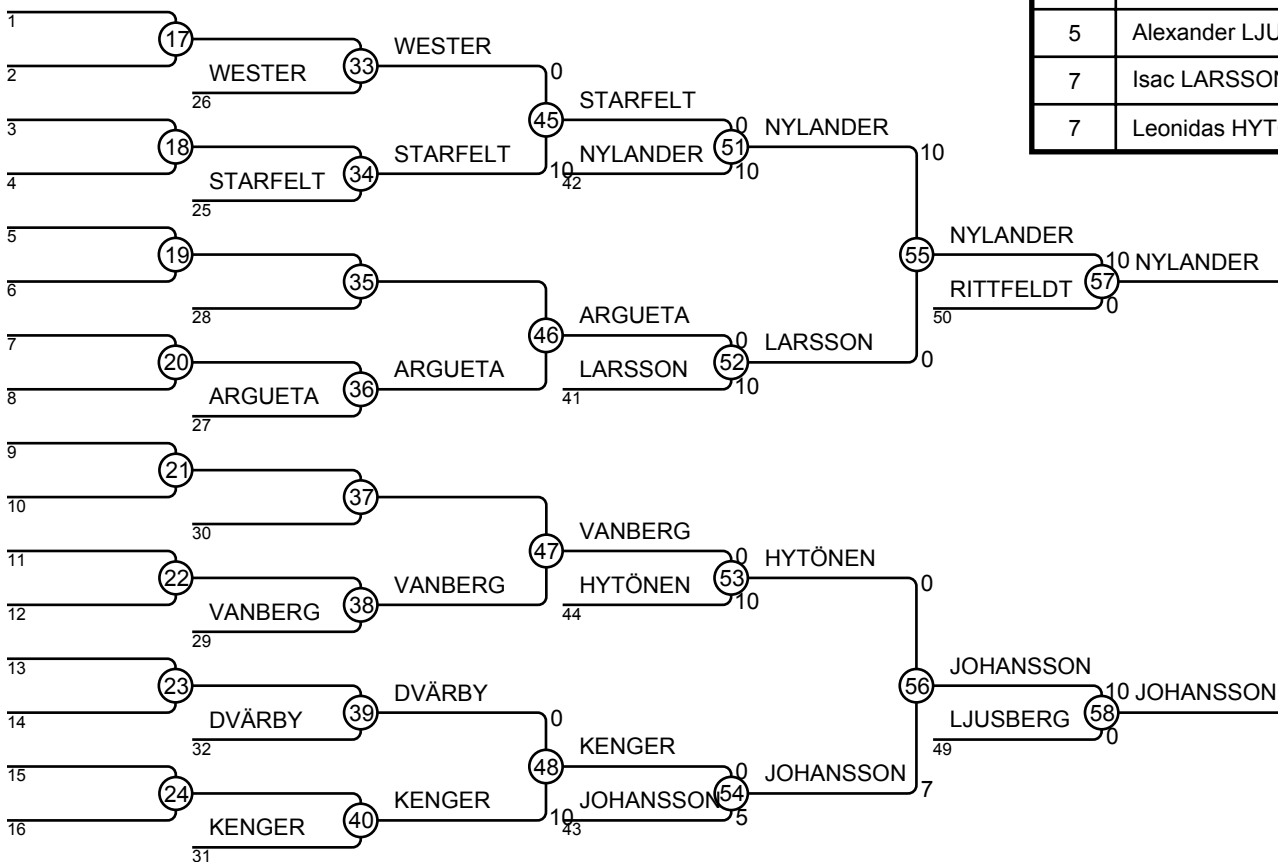 1
17
WESTER
2
WESTER
33
0
26
STARFELT
3
45
0
NYLANDER
18
STARFELT
NYLANDER
51
10
4
STARFELT
34
10
42
10
25
5
19
NYLANDER
6
35
55
10
NYLANDER
28
RITTFELDT
57
7
ARGUETA
50
0
46
0
LARSSON
20
ARGUETA
LARSSON
52
0
8
ARGUETA
36
41
10
27
9
21
10
37
30
VANBERG
11
47
0
HYTÖNEN
22
VANBERG
HYTÖNEN
53
0
12
VANBERG
38
44
10
29
13
JOHANSSON
23
DVÄRBY
56
10
JOHANSSON
14
DVÄRBY
39
0
LJUSBERG
58
32
KENGER
49
0
15
48
0
JOHANSSON
24
KENGER
JOHANSSON
54
7
16
KENGER
40
10
43
5
31
5
Alexander LJU
7
Isac LARSSON
7
Leonidas HYT